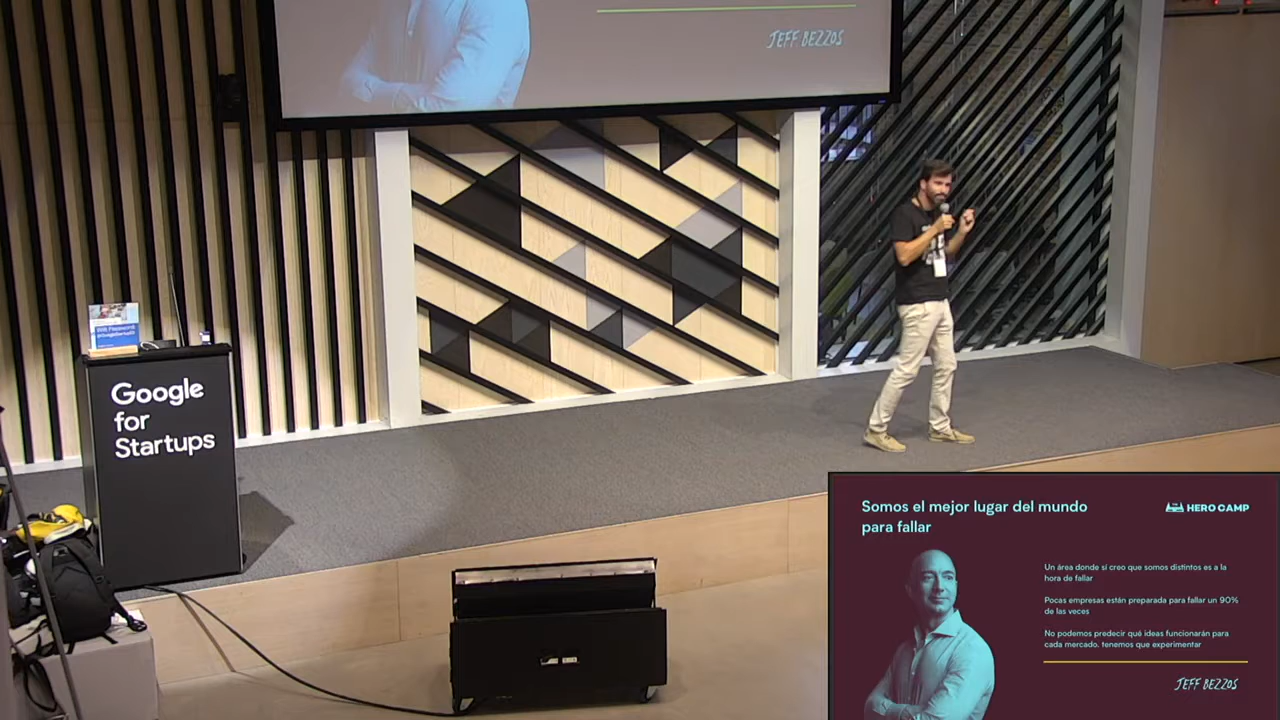 JEFF BEZZOS
Google
for
Startups
Somos el mejor lugar del mundo
para fallar
HERO CAMP
Un área donde sí creo que somos distintos es a la
hora de fallar
Pocas empresas están preparada para fallar un 90%
de las veces
No podemos predecir qué ideas funcionarán para
cada mercado, tenemos que experimentar
JEFF BEZZOS